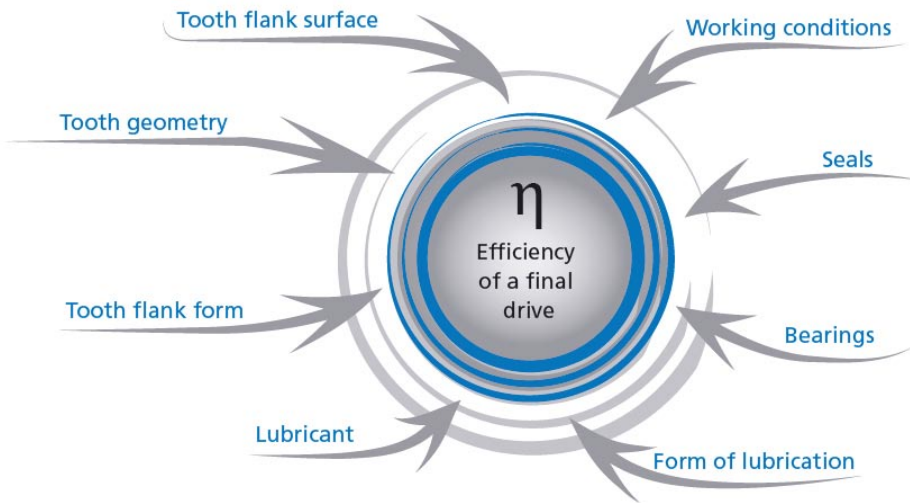 Tooth flank surface
Working conditions
Tooth geometry
Seals
η
Efficiency
of a final
drive
Tooth flank form
Bearings
Lubricant
Form of lubrication